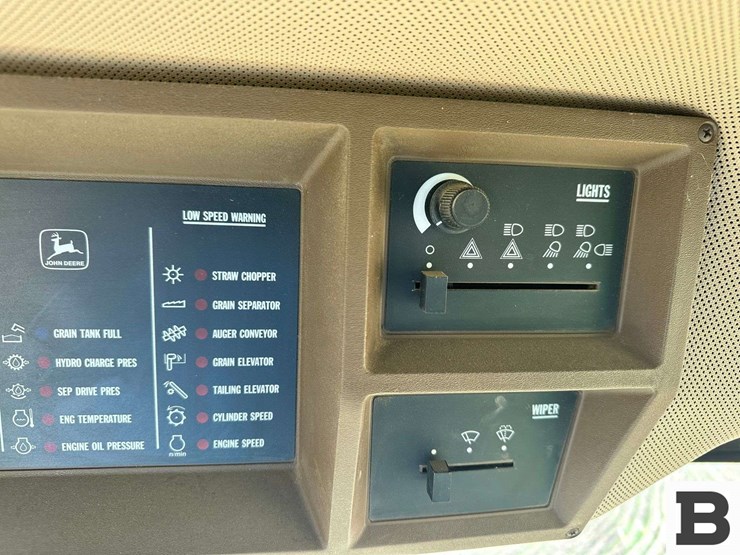 JOHN DEERE
GRAIN TANK FULL
HYDRO CHARGE PRES
SEP DRIVE PRES
ENG TEMPERATURE
ENGINE OIL PRESSURE
LOW SPEED WARNING
STRAW CHOPPER
GRAIN SEPARATOR
AUGER CONVEYOR
GRAIN ELEVATOR
TAILING ELEVATOR
CYLINDER SPEED
n/min
ENGINE SPEED
LIGHTS
WIPER
B